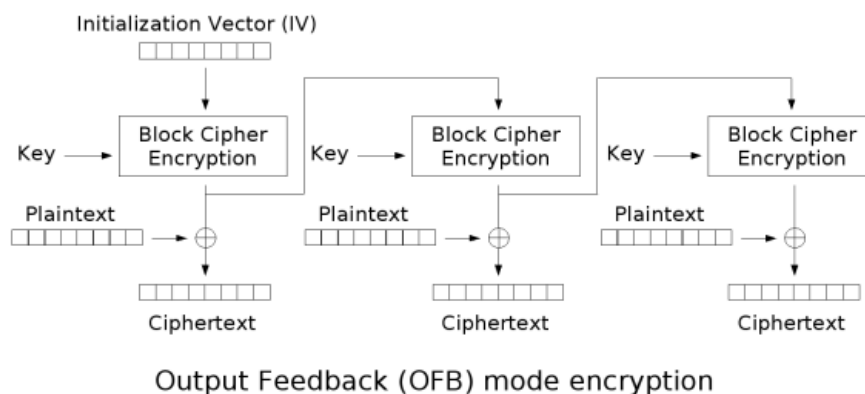 Initialization Vector (IV)
Key
Block Cipher
Encryption
Key
Block Cipher
Encryption
Key
Block Cipher
Encryption
Plaintext
Plaintext
Plaintext
Ciphertext
Ciphertext
Ciphertext
Output Feedback (OFB) mode encryption